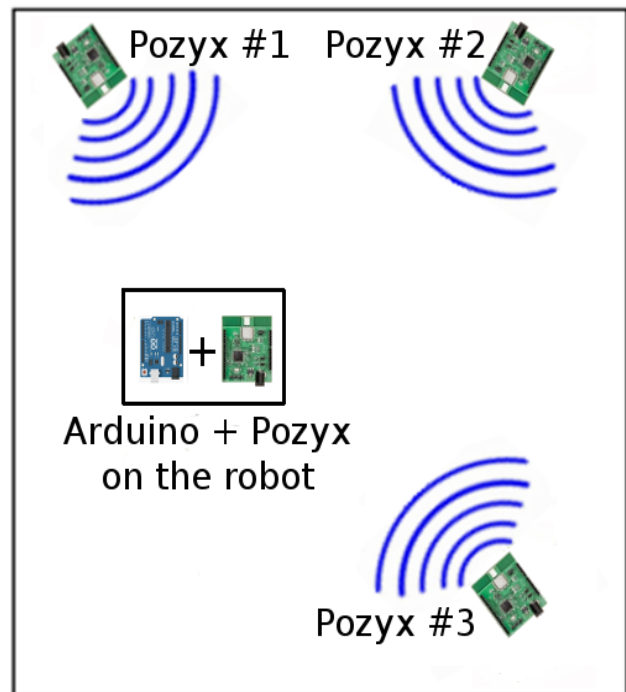 Pozyx #1
Pozyx #2
+
Arduino + Pozyx
on the robot
Pozyx #3